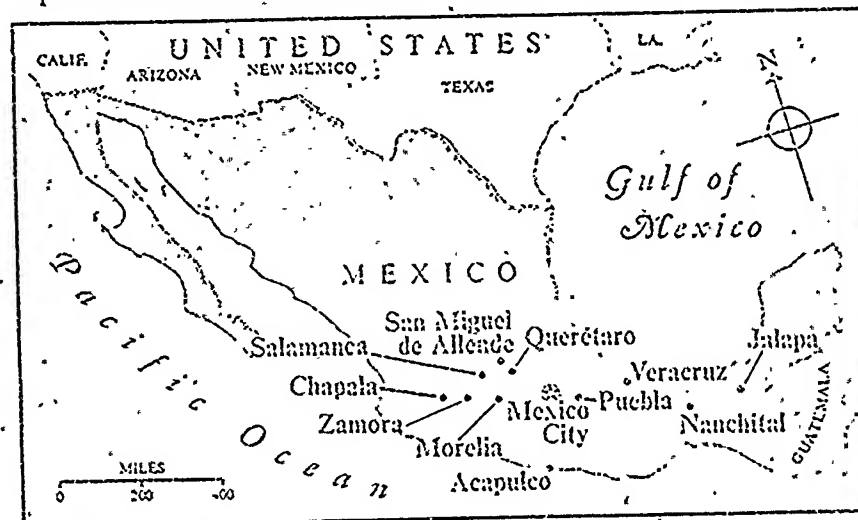 UNITED STATES
CALIF.
ARIZONA
NEW MEXICO
TEXAS
LA.
N
Gulf of
Mexico
MEXICO
Pacific Ocean
San Miguel
de Allende
Querétaro
Salamanca
Jalapa
Chapala
Veracruz
Puebla
Zamora
Mexico
City
Nanchital
Morelia
GUATEMALA
Acapulco
MILES
0 200 400